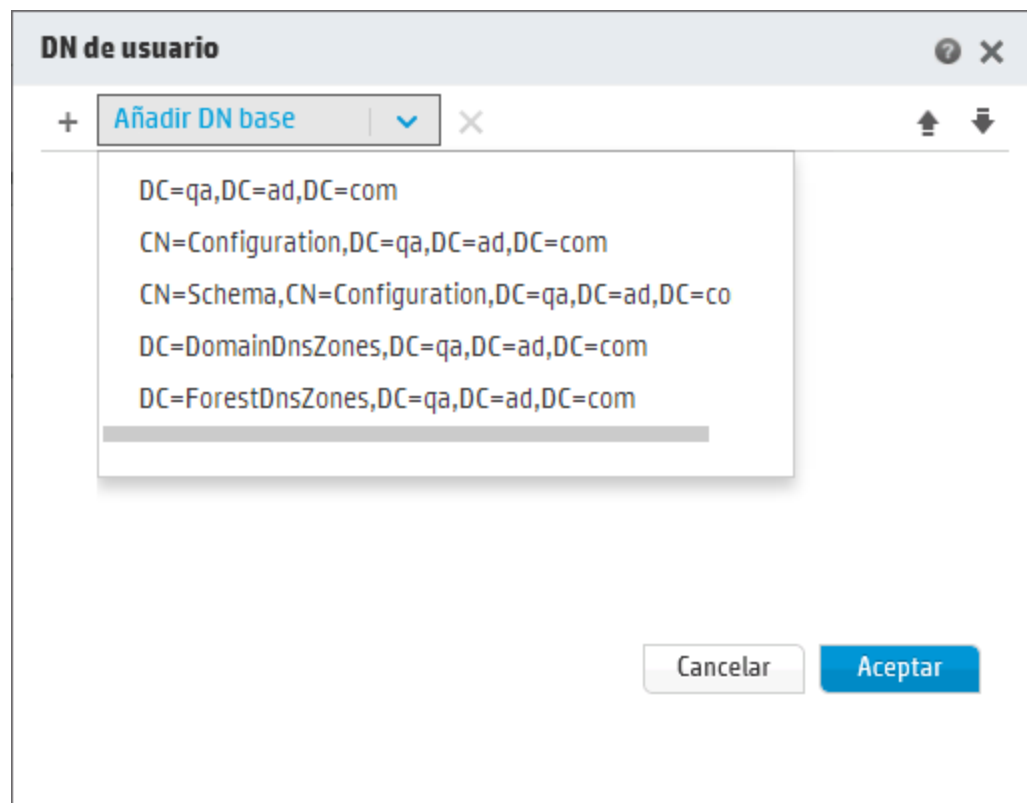 DN de usuario
Añadir DN base
DC=qa,DC=ad,DC=com
CN=Configuration,DC=qa,DC=ad,DC=com
CN=Schema,CN=Configuration,DC=qa,DC=ad,DC=co
DC=DomainDnsZones,DC=qa,DC=ad,DC=com
DC=ForestDnsZones,DC=qa,DC=ad,DC=com
Cancelar Aceptar